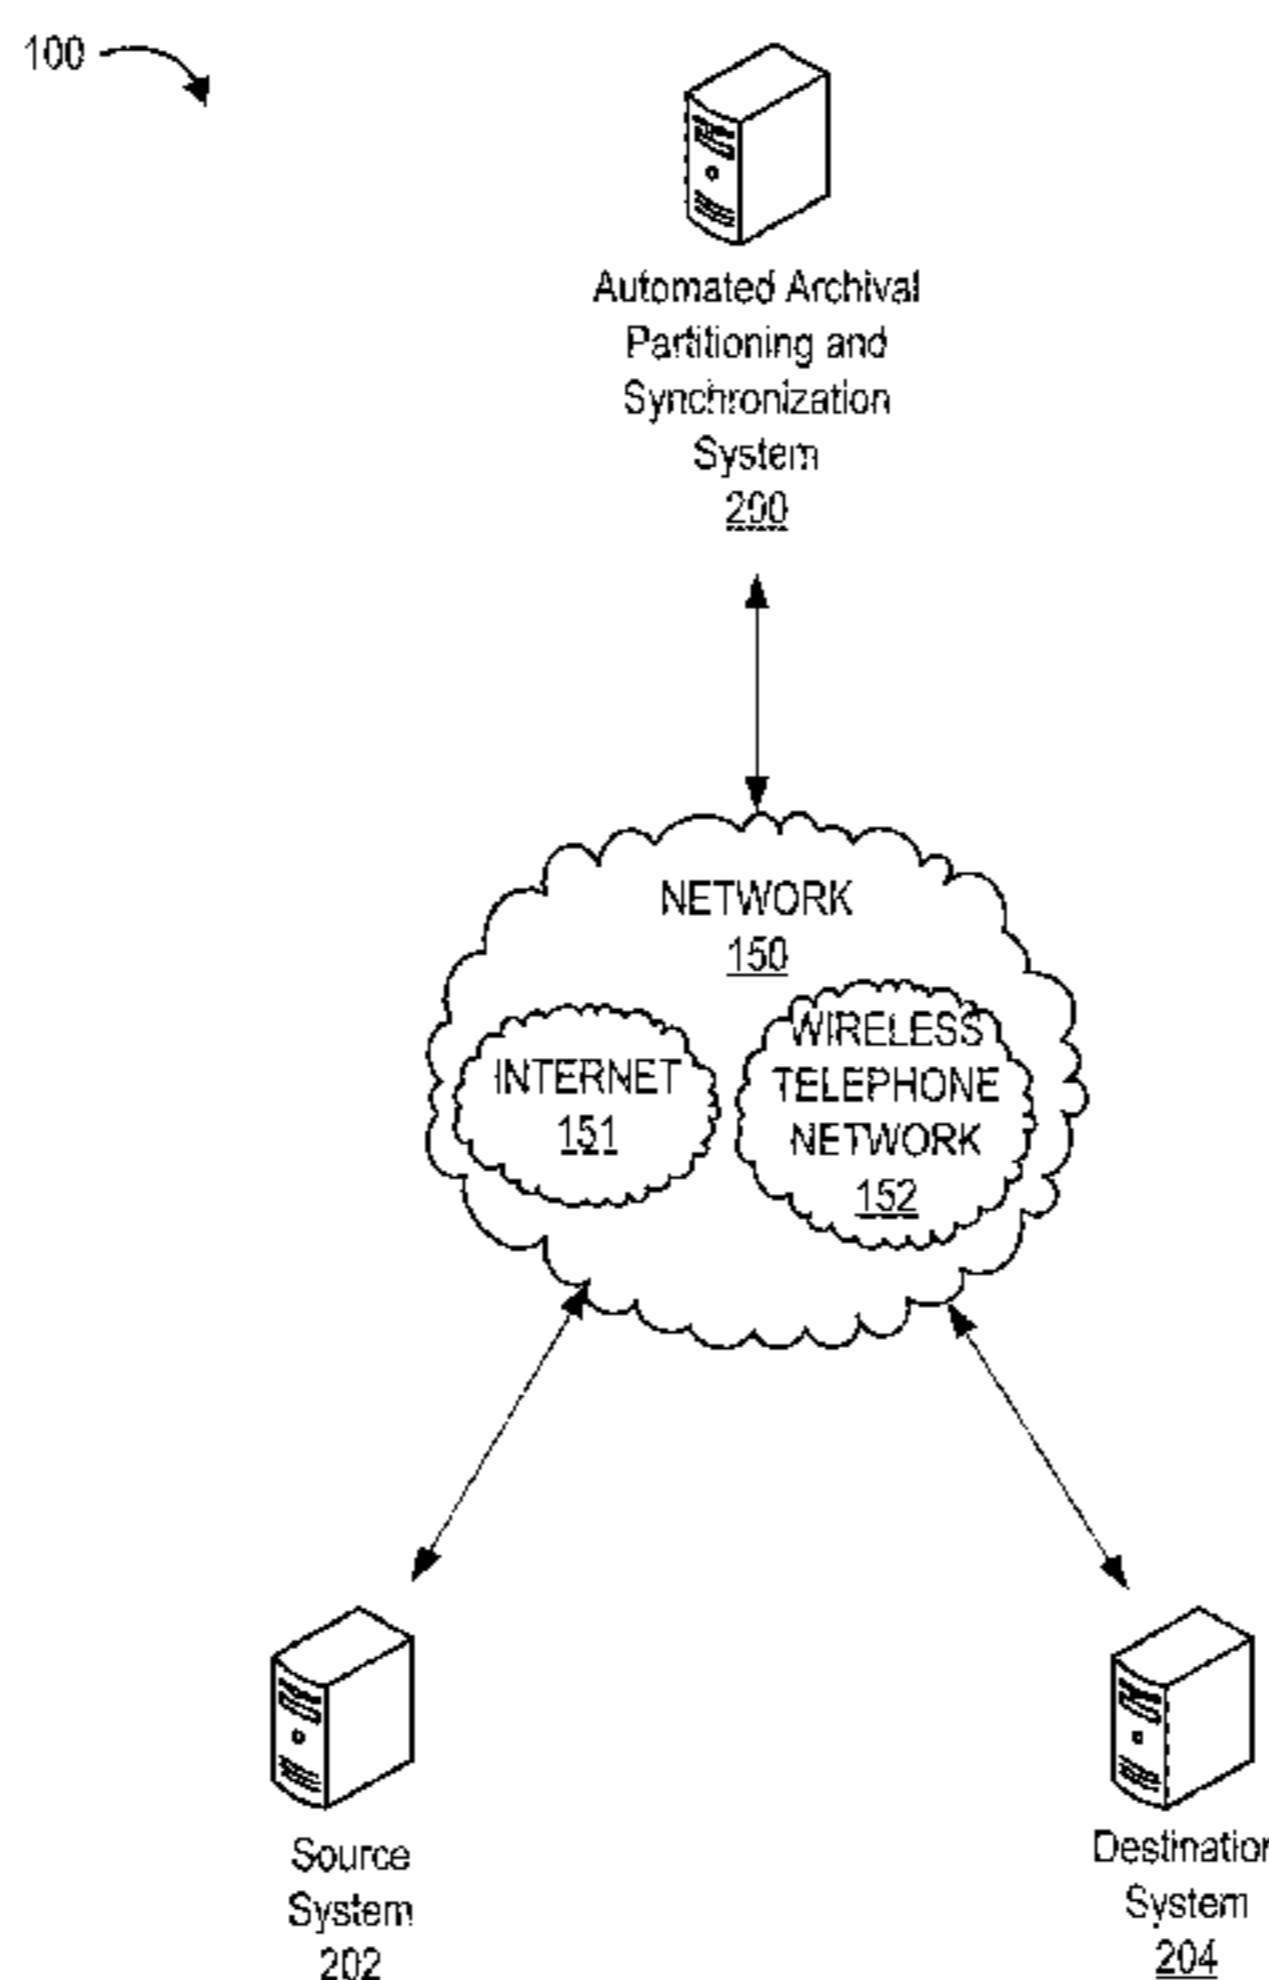 100
Automated Archival
Partitioning and
Synchronization
System
200
NETWORK
150
INTERNET
151
WIRELESS
TELEPHONE
NETWORK
152
Source
System
202
Destination
System
204